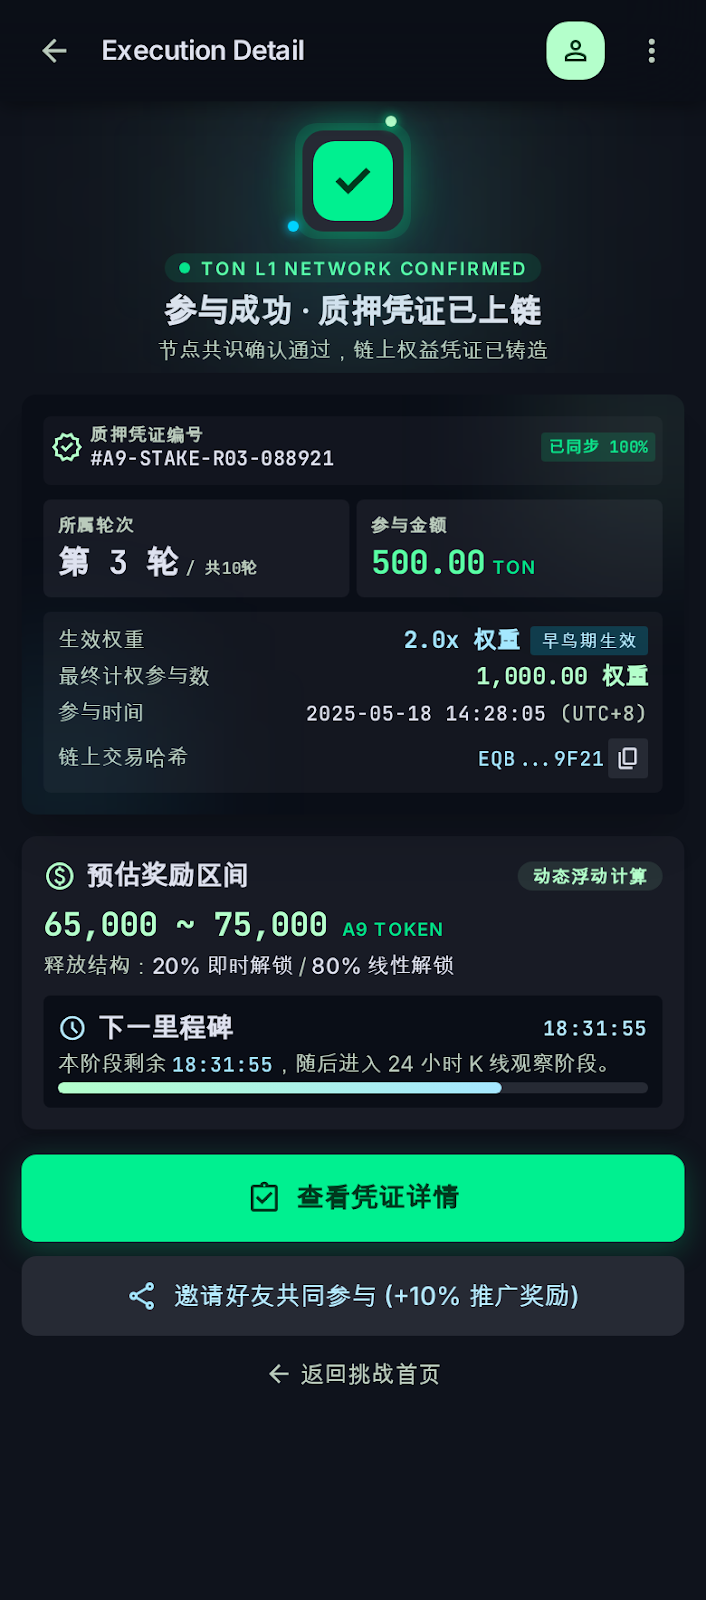 Execution Detail
TON L1 NETWORK CONFIRMED
参与成功 · 质押凭证已上链
节点共识确认通过，链上权益凭证已铸造
质押凭证编号
#A9-STAKE-R03-088921
已同步 100%
所属轮次
第 3 轮 / 共10轮
参与金额
500.00 TON
生效权重 2.0x 权重 早鸟期生效
最终计权参与数 1,000.00 权重
参与时间 2025-05-18 14:28:05 (UTC+8)
链上交易哈希 EQB...9F21
预估奖励区间 动态浮动计算
65,000 ~ 75,000 A9 TOKEN
释放结构：20% 即时解锁 / 80% 线性解锁
下一里程碑 18:31:55
本阶段剩余 18:31:55，随后进入 24 小时 K 线观察阶段。
查看凭证详情
邀请好友共同参与 (+10% 推广奖励)
返回挑战首页